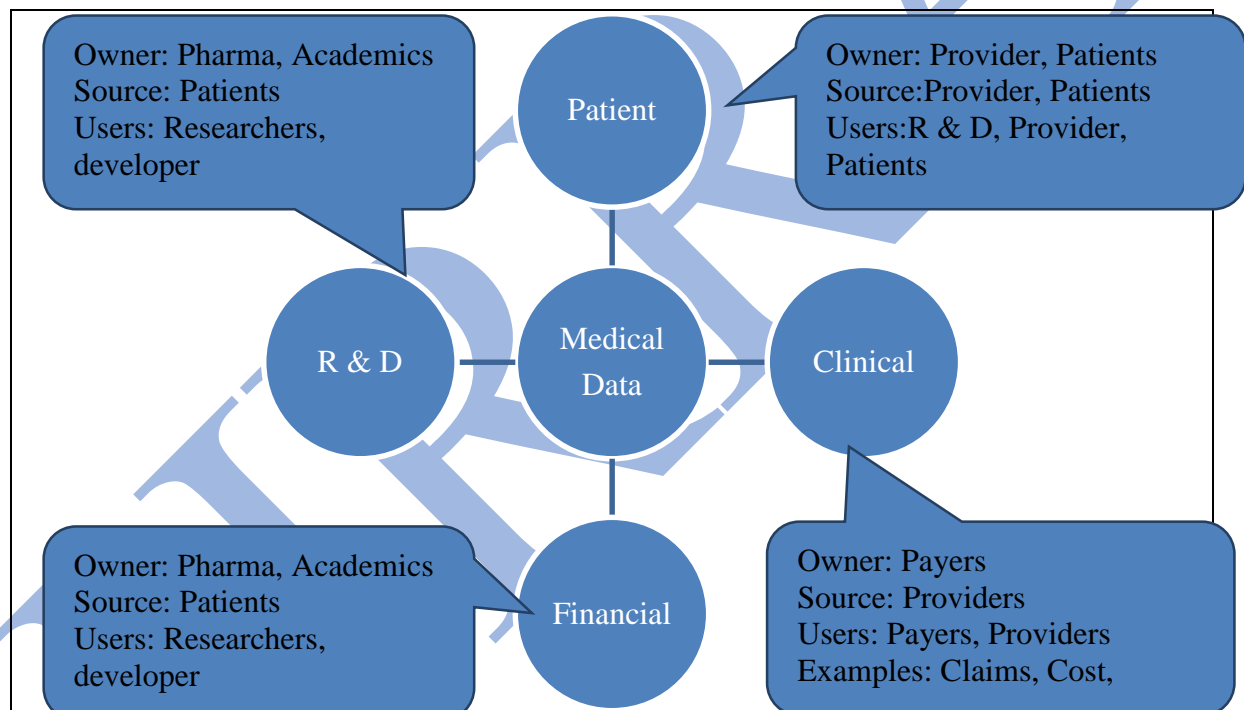 Owner: Pharma, Academics
Source: Patients
Users: Researchers,
developer
Patient
Owner: Provider, Patients
Source:Provider, Patients
Users:R & D, Provider,
Patients
R & D
Medical
Data
Clinical
Owner: Pharma, Academics
Source: Patients
Users: Researchers,
developer
Financial
Owner: Payers
Source: Providers
Users: Payers, Providers
Examples: Claims, Cost,